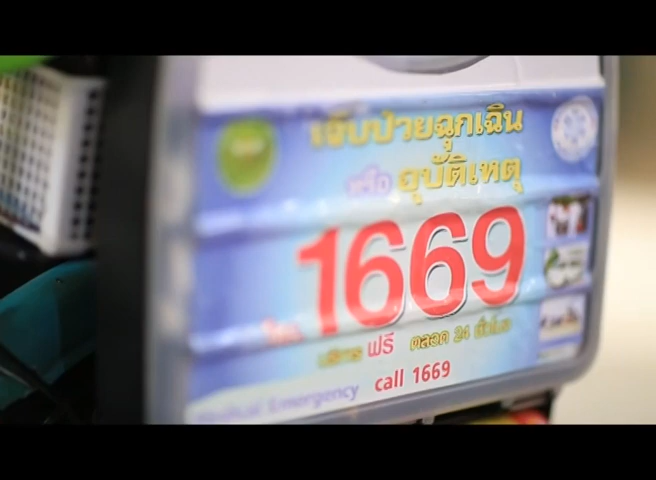 เจ็บป่วยฉุกเฉิน
หรือ อุบัติเหตุ
โทร. 1669
บริการ ฟรี ตลอด 24 ชั่วโมง
Medical Emergency call 1669